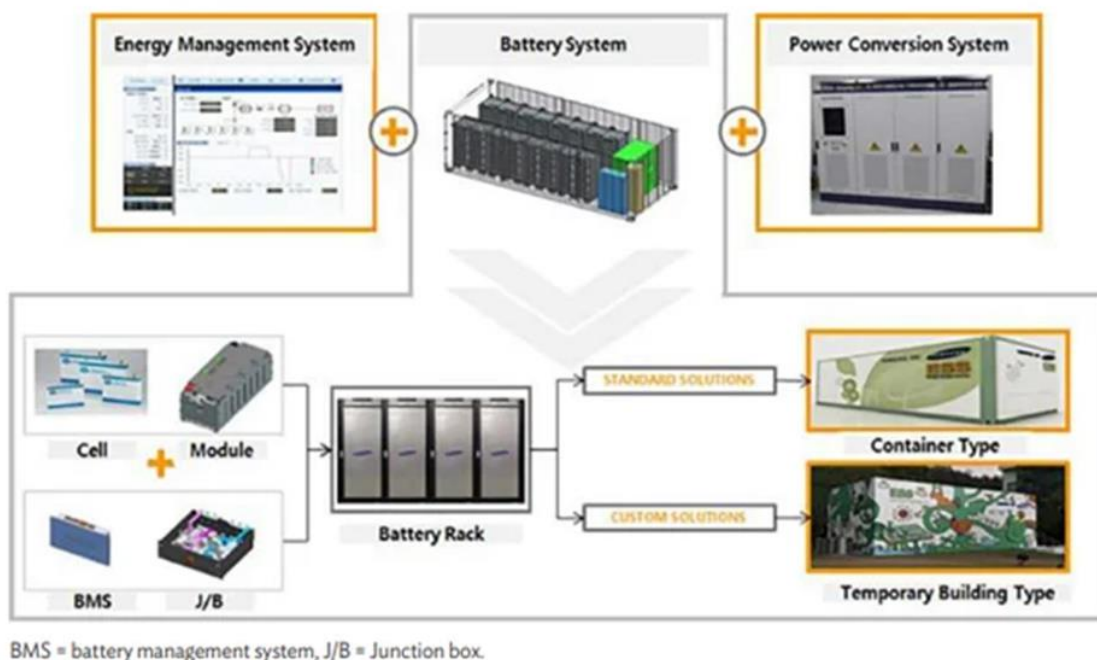 Energy Management System
Battery System
Power Conversion System
Cell
Module
BMS
J/B
Battery Rack
STANDARD SOLUTIONS
CUSTOM SOLUTIONS
Container Type
Temporary Building Type
BMS = battery management system, J/B = Junction box.